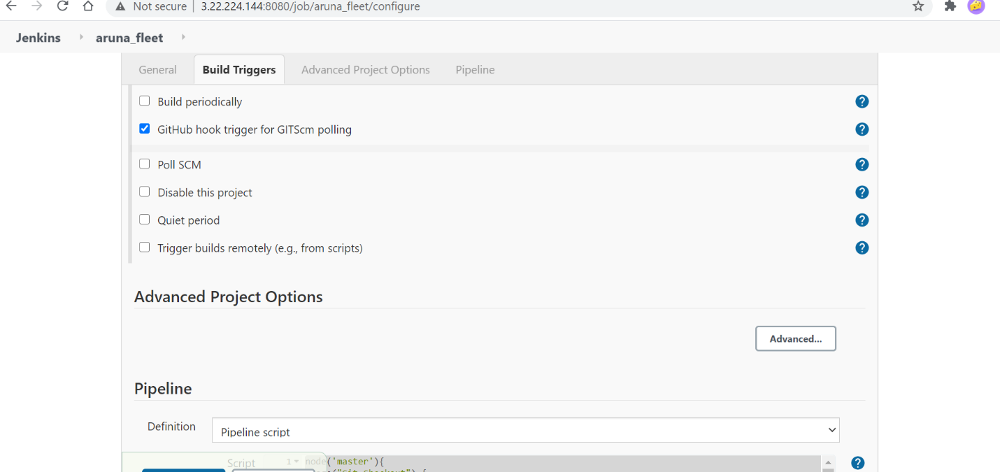 Not secure | 3.22.224.144:8080/job/aruna_fleet/configure
Jenkins aruna_fleet
General Build Triggers Advanced Project Options Pipeline
Build periodically ?
GitHub hook trigger for GITScm polling ?
Poll SCM ?
Disable this project ?
Quiet period ?
Trigger builds remotely (e.g., from scripts) ?
Advanced Project Options
Advanced...
Pipeline
Definition Pipeline script
Script 1 node('master'){ ?